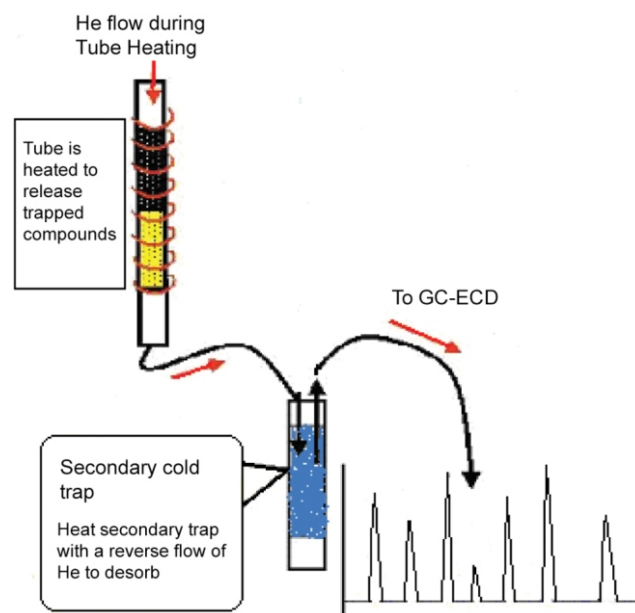 He flow during
Tube Heating
Tube is
heated to
release
trapped
compounds
To GC-ECD
Secondary cold
trap
Heat secondary trap
with a reverse flow of
He to desorb